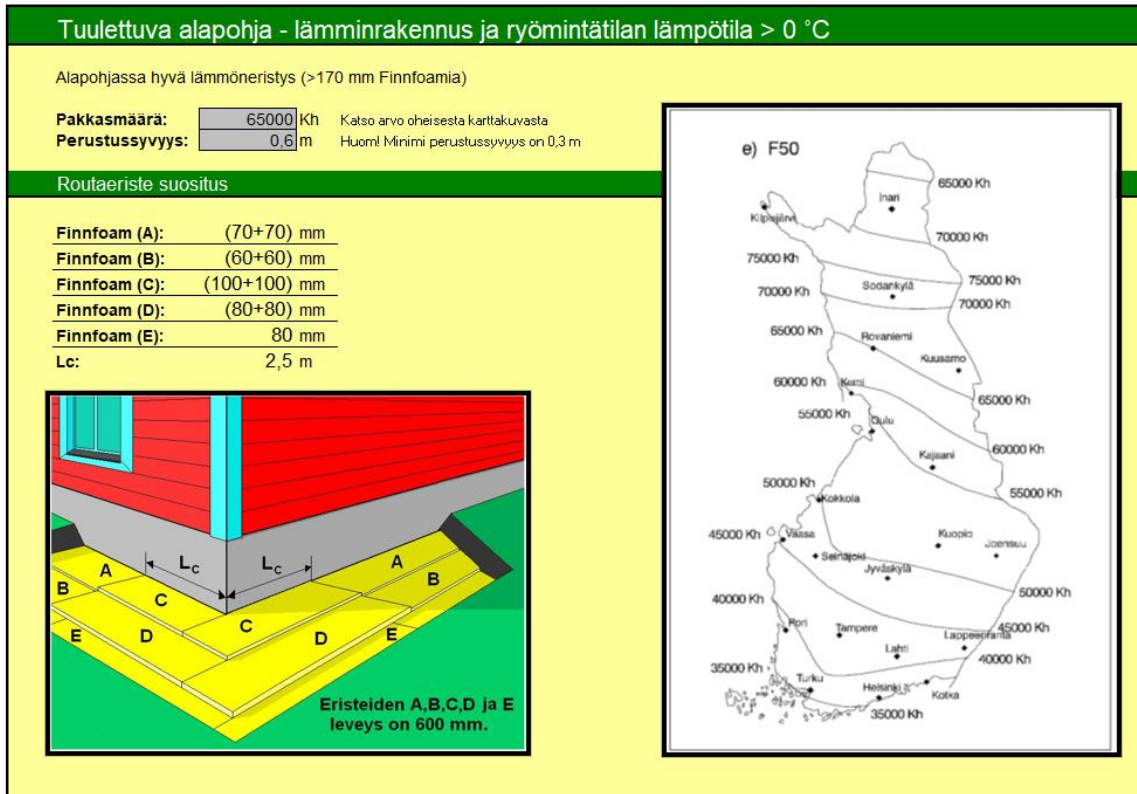 Tuulettuva alapohja - lämminrakennus ja ryömintätilan lämpötila > 0 °C
Alapohjassa hyvä lämmöneristys (>170 mm Finnfoamia)
Pakkasmäärä: 65000 Kh Katso arvo oheisesta karttakuvasta
Perustussyvyys: 0,6 m Huom! Minimi perustussyvyys on 0,3 m
Routaeriste suositus
Finnfoam (A): (70+70) mm
Finnfoam (B): (60+60) mm
Finnfoam (C): (100+100) mm
Finnfoam (D): (80+80) mm
Finnfoam (E): 80 mm
Lc: 2,5 m
LC LC
A A
B C B
E D C D E
Eristeiden A,B,C,D ja E
leveys on 600 mm.
e) F50
65000 Kh
Inari
Kilpisjärvi
70000 Kh
75000 Kh
75000 Kh
Sodankylä
70000 Kh
70000 Kh
65000 Kh
Rovaniemi
Kuusamo
60000 Kh
Kemi
65000 Kh
55000 Kh
Oulu
60000 Kh
Kajaani
50000 Kh
55000 Kh
Kokkola
45000 Kh
Vaasa
Kuopio
Joensuu
Seinäjoki
Jyväskylä
50000 Kh
40000 Kh
45000 Kh
Pori
Tampere
Lappeenranta
Lahti
40000 Kh
35000 Kh
Turku
Helsinki
Kotka
35000 Kh